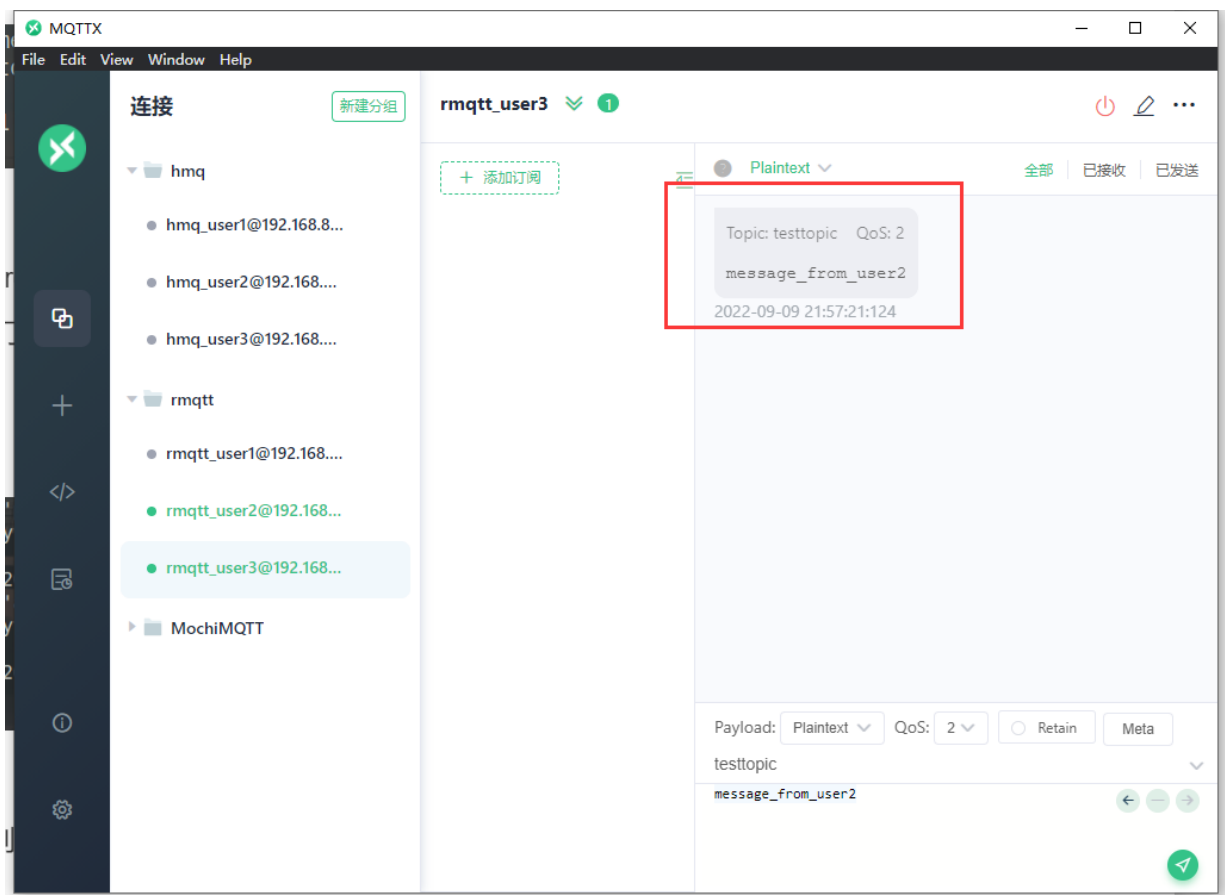 MQTTX
File Edit View Window Help
连接
新建分组
rmqtt_user3
1
hmq
hmq_user1@192.168.8...
hmq_user2@192.168....
hmq_user3@192.168....
rmqtt
rmqtt_user1@192.168....
rmqtt_user2@192.168...
rmqtt_user3@192.168...
MochiMQTT
+ 添加订阅
Plaintext
全部 已接收 已发送
Topic: testtopic QoS: 2
message_from_user2
2022-09-09 21:57:21:124
Payload: Plaintext QoS: 2 Retain Meta
testtopic
message_from_user2